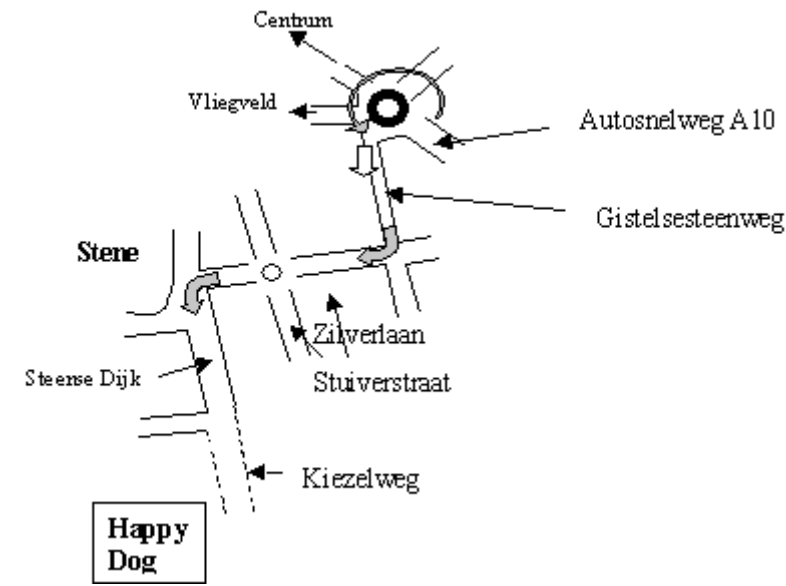 Centrum
Vliegveld
Autosnelweg A10
Gistelsesteenweg
Stene
Zilverlaan
Steense Dijk
Stuiverstraat
Kiezelweg
Happy
Dog